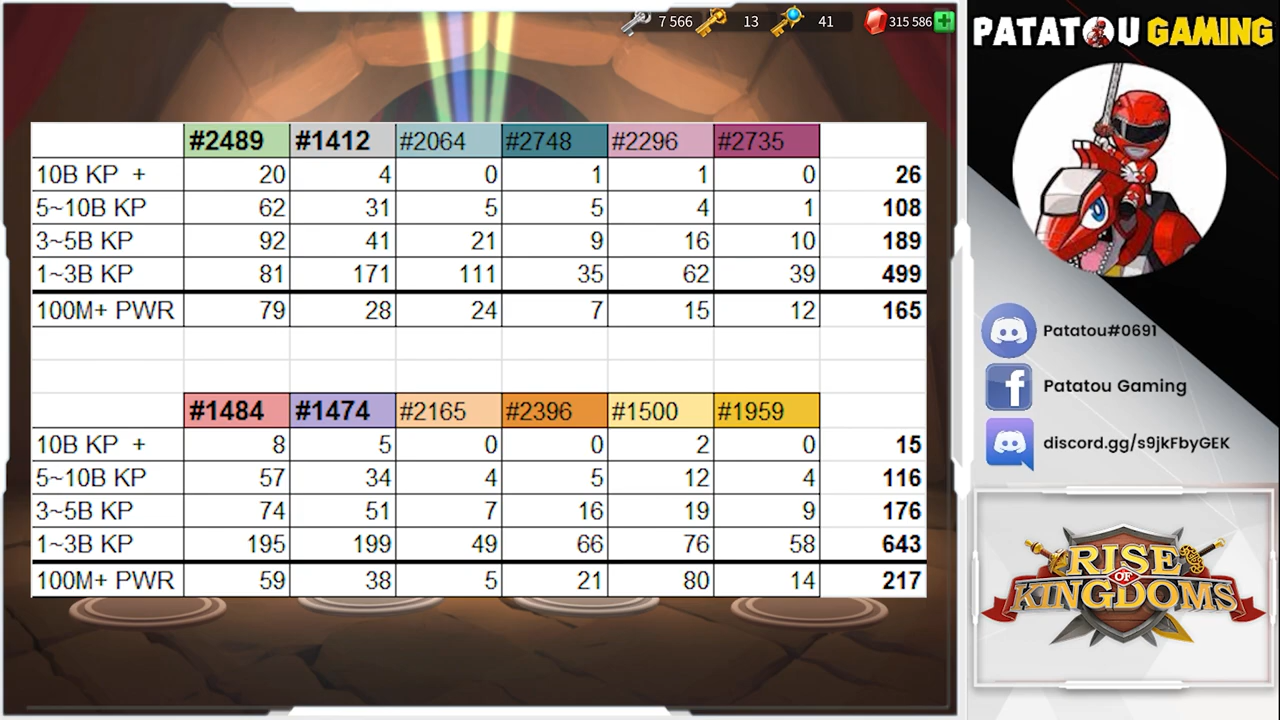 7 566 13 41 315 586
PATATOU GAMING
#2489 #1412 #2064 #2748 #2296 #2735
10B KP + 20 4 0 1 1 0 26
5~10B KP 62 31 5 5 4 1 108
3~5B KP 92 41 21 9 16 10 189
1~3B KP 81 171 111 35 62 39 499
100M+ PWR 79 28 24 7 15 12 165
#1484 #1474 #2165 #2396 #1500 #1959
10B KP + 8 5 0 0 2 0 15
5~10B KP 57 34 4 5 12 4 116
3~5B KP 74 51 7 16 19 9 176
1~3B KP 195 199 49 66 76 58 643
100M+ PWR 59 38 5 21 80 14 217
Patatou#0691
Patatou Gaming
discord.gg/s9jkFbyGEK
RISE
OF
KINGDOMS